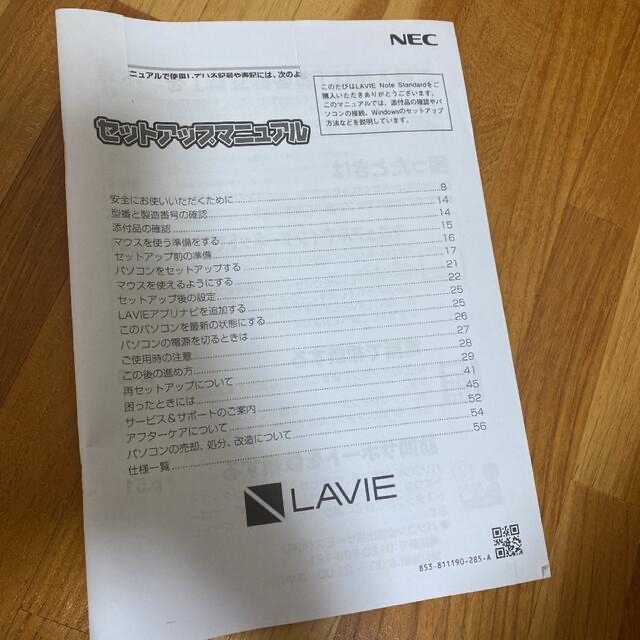 NEC
ニュアルで使用している記号や表記には、次のよ
このたびはLAVIE Note Standardをご
購入いただきありがとうございます。
このマニュアルでは、添付品の確認やパ
ソコンの接続、Windowsのセットアップ
方法などを説明しています。
セットアップマニュアル
安全にお使いいただくために 8
型番と製造番号の確認 14
添付品の確認 14
マウスを使う準備をする 15
セットアップ前の準備 16
パソコンをセットアップする 17
マウスを使えるようにする 21
セットアップ後の設定 22
LAVIEアプリナビを追加する 25
このパソコンを最新の状態にする 25
パソコンの電源を切るときは 26
ご使用時の注意 27
この後の進め方 28
再セットアップについて 29
困ったときには 41
サービス&サポートのご案内 45
アフターケアについて 52
パソコンの売却、処分、改造について 54
仕様一覧 56
LAVIE
853-811190-285-A